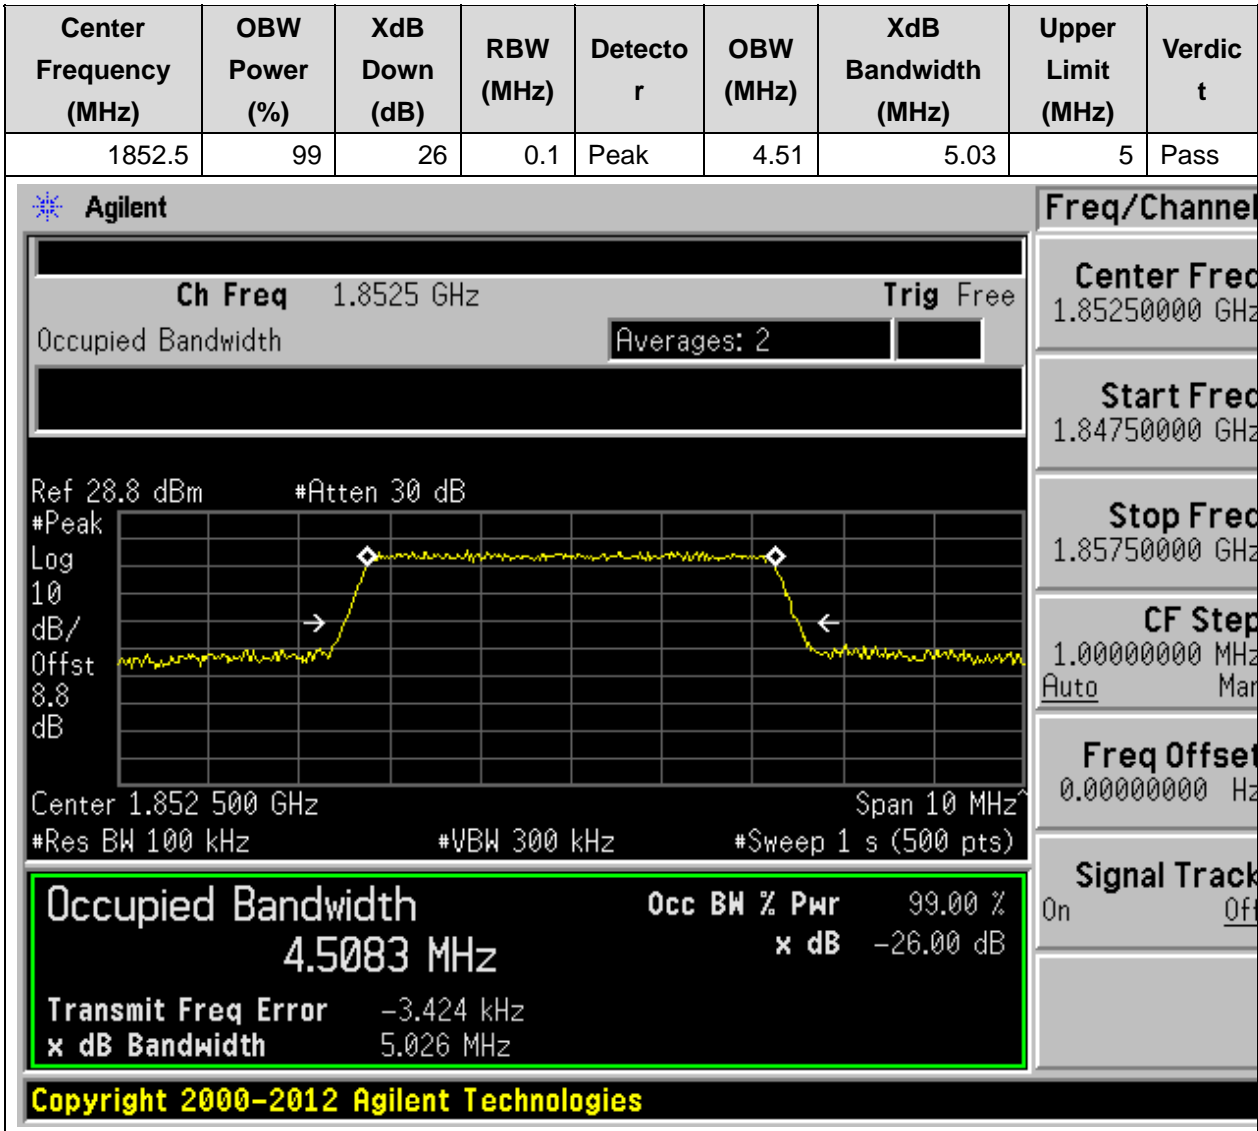 Center Frequency (MHz) OBW Power (%) XdB Down (dB) RBW (MHz) Detector OBW (MHz) XdB Bandwidth (MHz) Upper Limit (MHz) Verdict
1852.5 99 26 0.1 Peak 4.51 5.03 5 Pass
Agilent
Freq/Channel
Ch Freq 1.8525 GHz Trig Free
Occupied Bandwidth Averages: 2
Center Freq
1.85250000 GHz
Start Freq
1.84750000 GHz
Stop Freq
1.85750000 GHz
CF Step
1.00000000 MHz
Auto Man
Freq Offset
0.00000000 Hz
Signal Track
On Off
Ref 28.8 dBm #Atten 30 dB
#Peak
Log
10
dB/
Offst
8.8
dB
Center 1.852 500 GHz Span 10 MHz^
#Res BW 100 kHz #VBW 300 kHz #Sweep 1 s (500 pts)
Occupied Bandwidth Occ BW % Pwr 99.00 %
4.5083 MHz x dB -26.00 dB
Transmit Freq Error -3.424 kHz
x dB Bandwidth 5.026 MHz
Copyright 2000-2012 Agilent Technologies